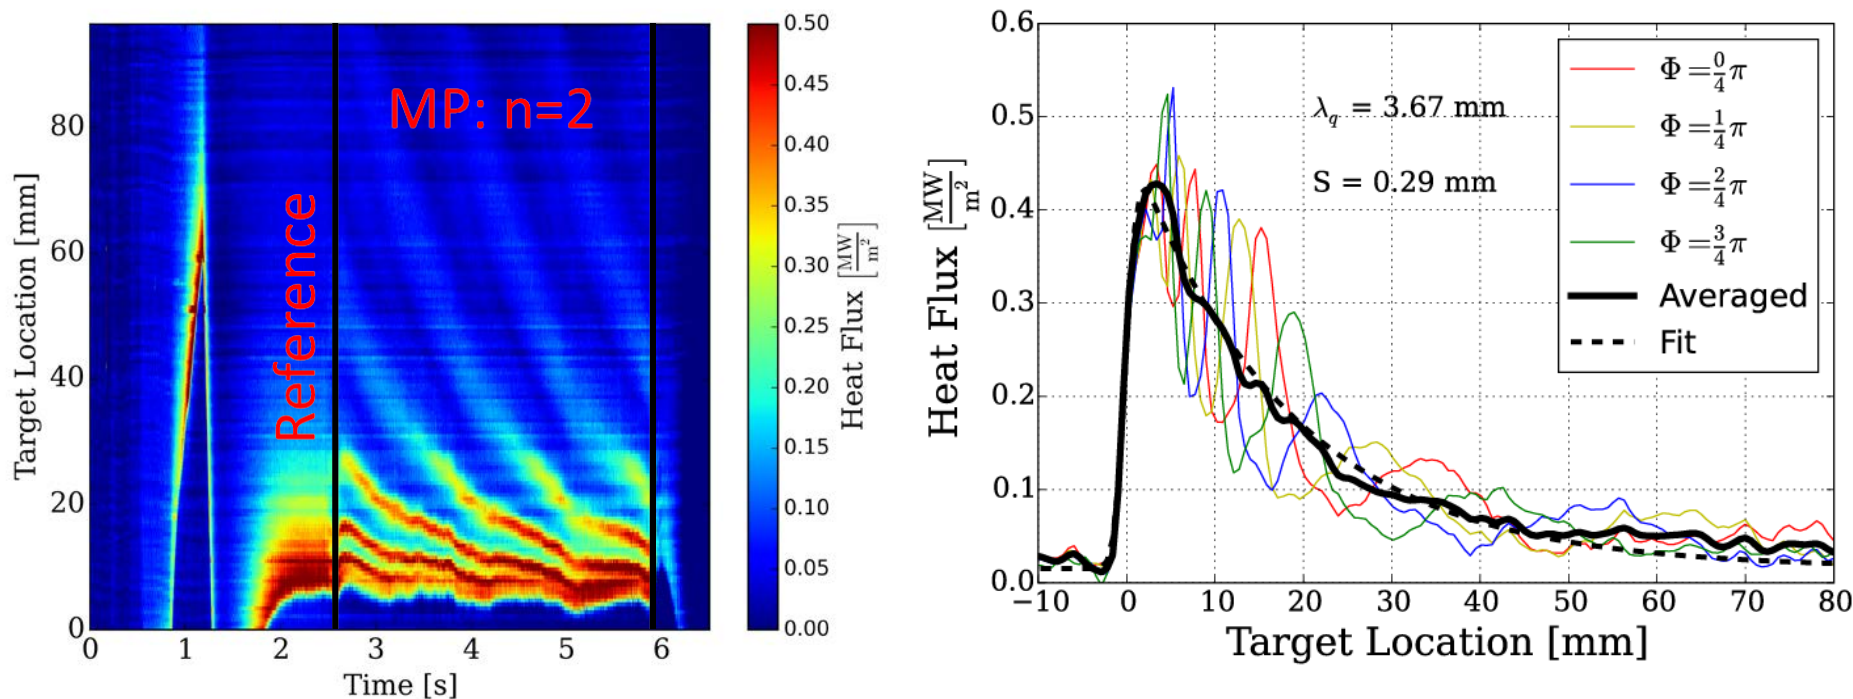 MP: n=2
Reference
Target Location [mm]
80
60
40
20
0
0 1 2 3 4 5 6
Time [s]
0.50
0.45
0.40
0.35
0.30
0.25
0.20
0.15
0.10
0.05
0.00
Heat Flux [MW/m²]
0.6
0.5
0.4
0.3
0.2
0.1
0.0
Heat Flux [MW/m²]
λq = 3.67 mm
S = 0.29 mm
Φ = 0/4 π
Φ = 1/4 π
Φ = 2/4 π
Φ = 3/4 π
Averaged
Fit
−10 0 10 20 30 40 50 60 70 80
Target Location [mm]